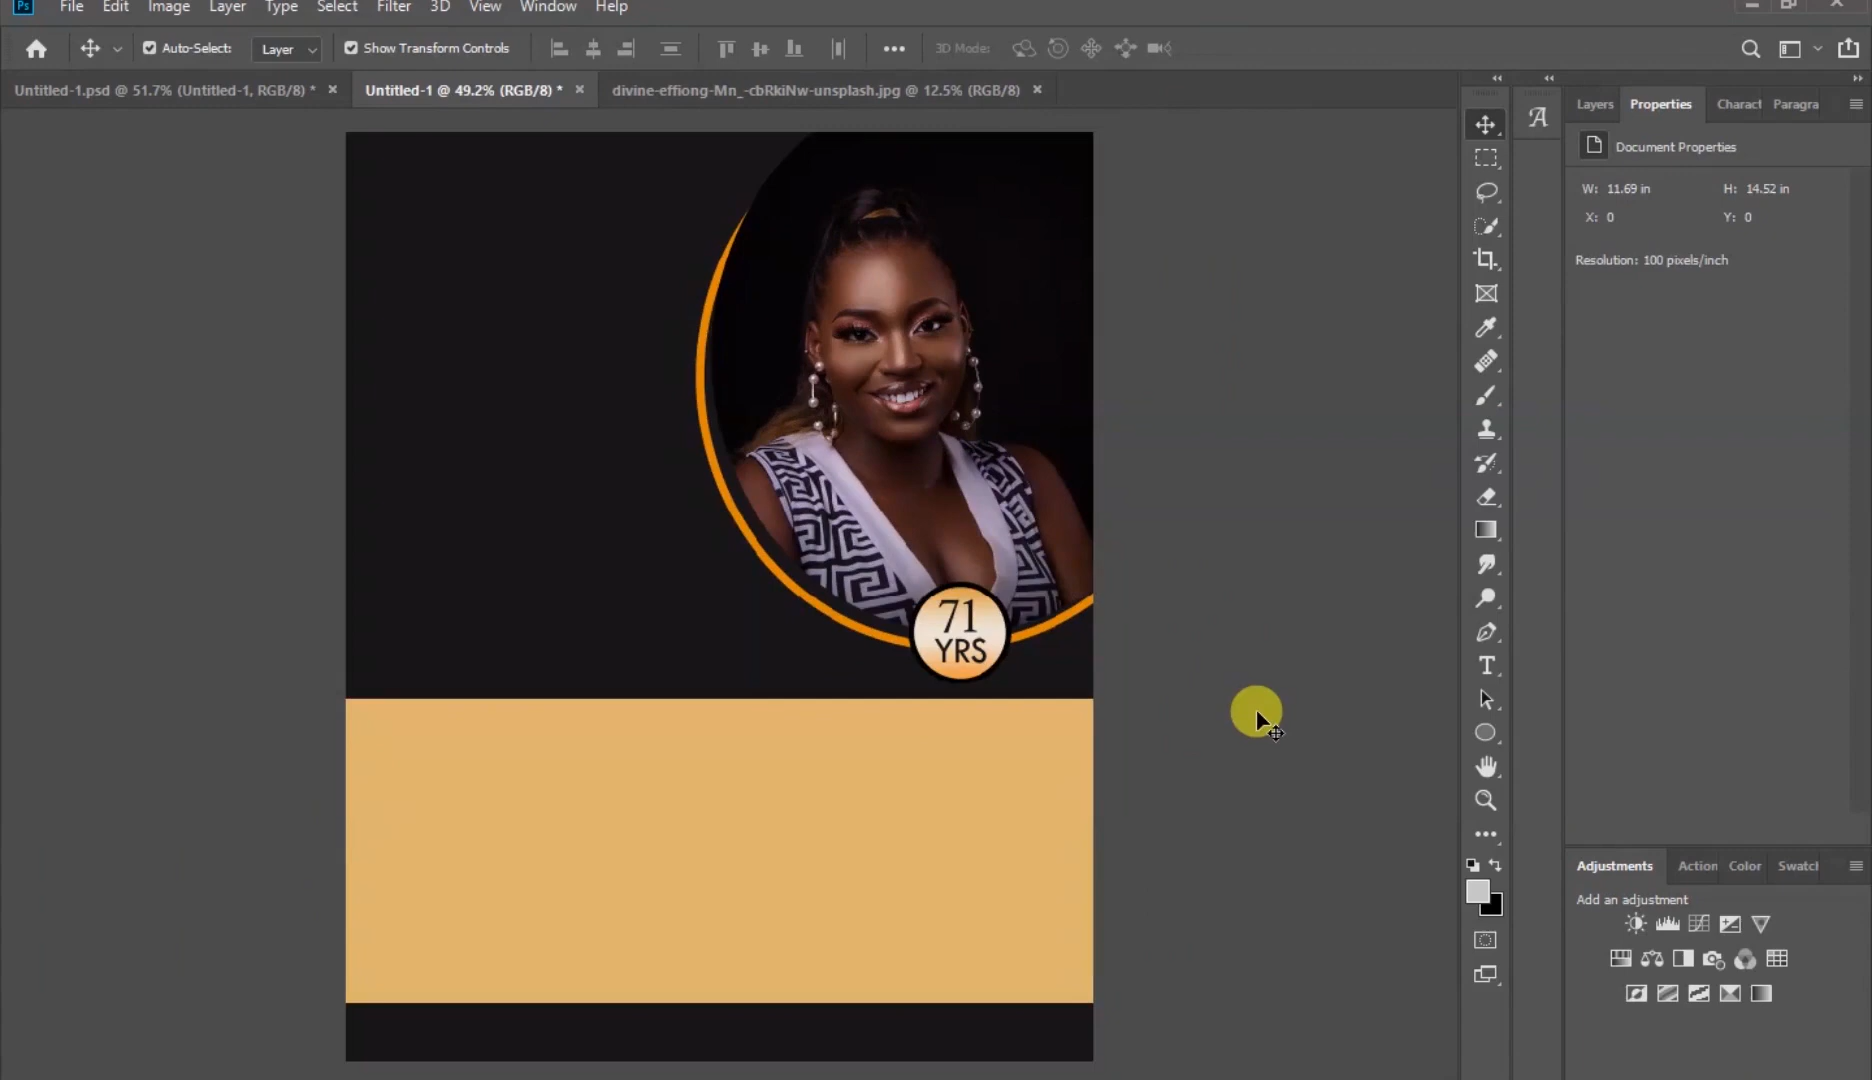 Ps File Edit Image Layer Type Select Filter 3D View Window Help
Auto-Select: Layer Show Transform Controls 3D Mode:
Untitled-1.psd @ 51.7% (Untitled-1, RGB/8) * Untitled-1 @ 49.2% (RGB/8) * divine-effiong-Mn_-cbRkiNw-unsplash.jpg @ 12.5% (RGB/8)
Layers Properties Charact Paragra
Document Properties
W: 11.69 in H: 14.52 in
X: 0 Y: 0
Resolution: 100 pixels/inch
71
YRS
Adjustments Action Color Swatch
Add an adjustment